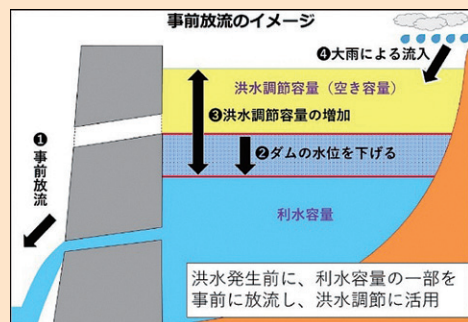 事前放流のイメージ
❹大雨による流入
洪水調節容量（空き容量）
❸洪水調節容量の増加
❶事前放流
❷ダムの水位を下げる
利水容量
洪水発生前に、利水容量の一部を
事前に放流し、洪水調節に活用